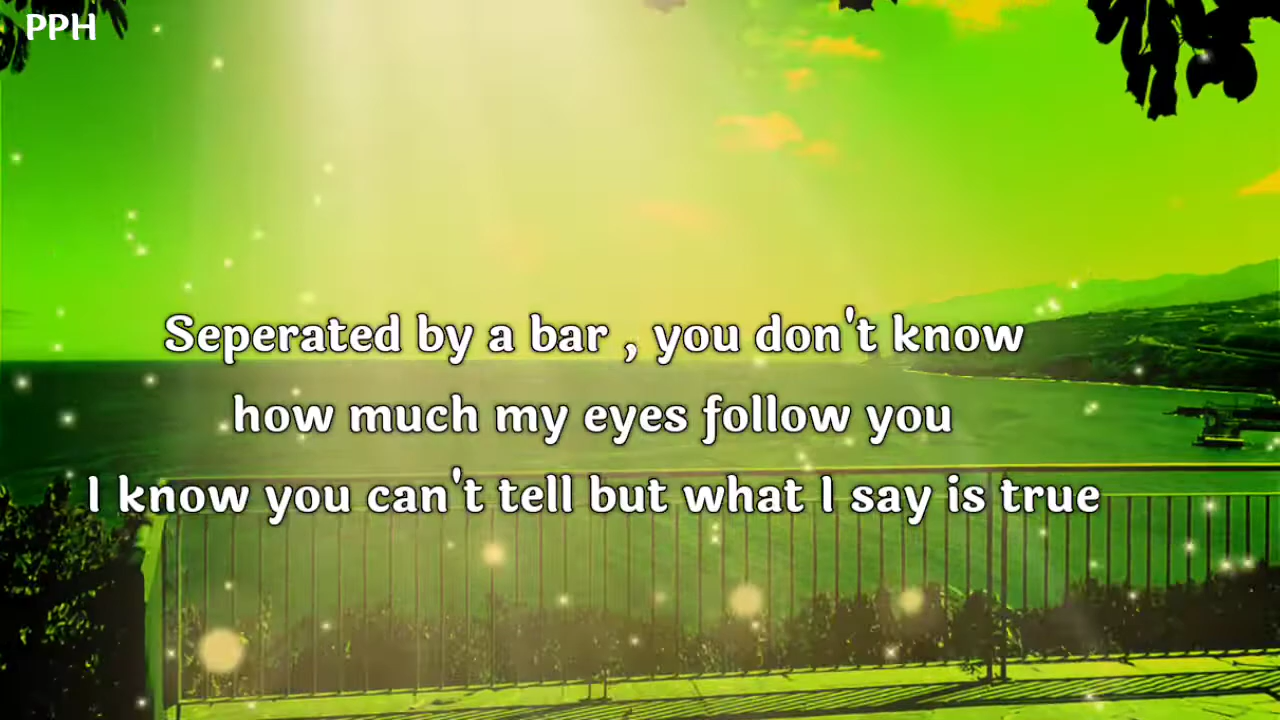 PPH
Seperated by a bar , you don't know
how much my eyes follow you
I know you can't tell but what I say is true